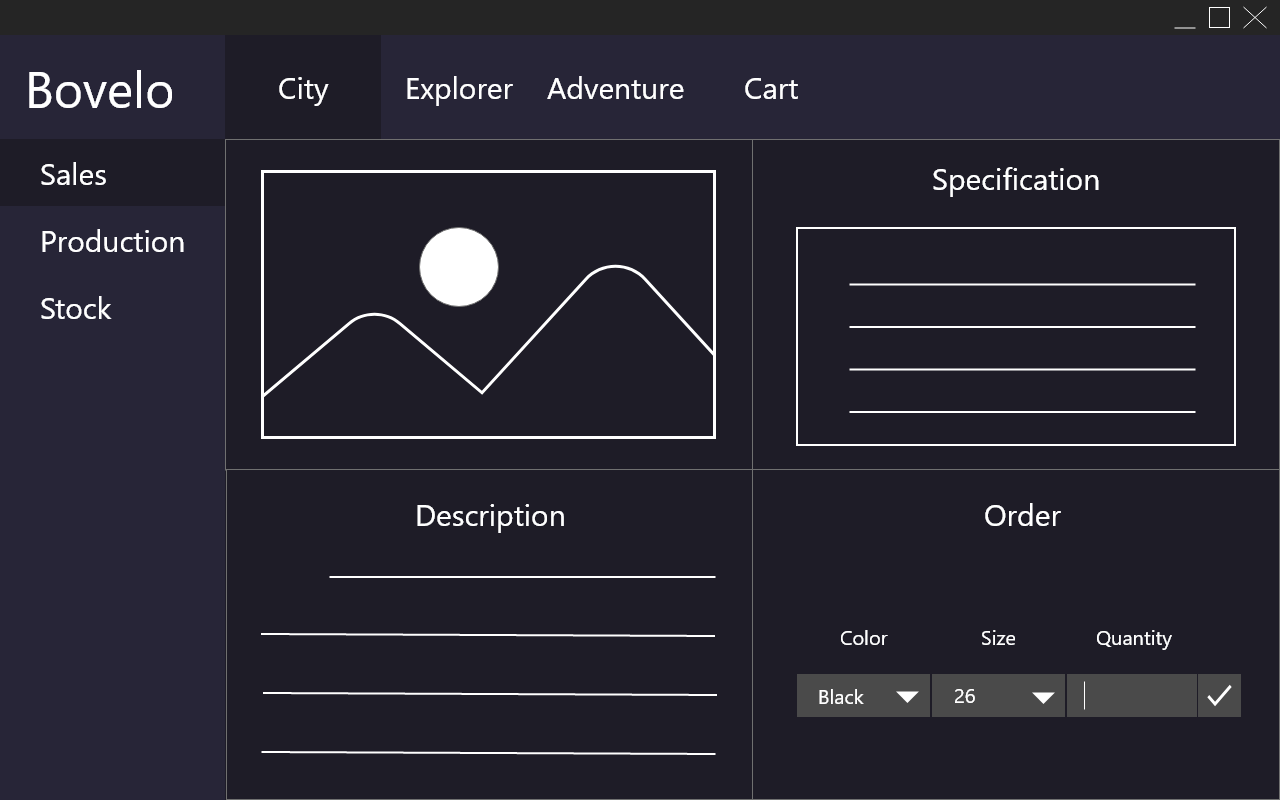 Bovelo
City
Explorer
Adventure
Cart
Sales
Production
Stock
Specification
Description
Order
Color
Size
Quantity
Black
26